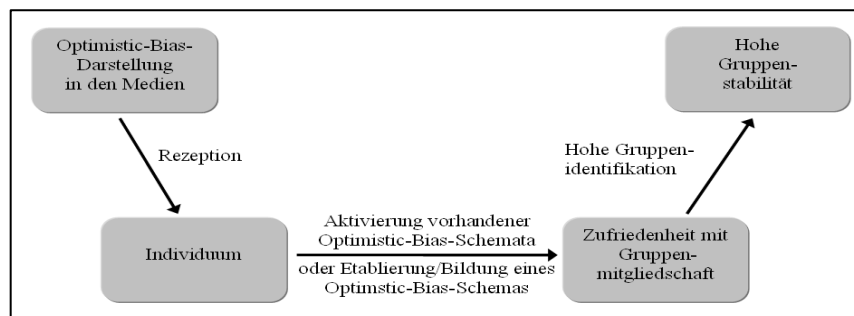 Optimistic-Bias-
Darstellung
in den Medien
Hohe
Gruppen-
stabilität
Rezeption
Hohe Gruppen-
identifikation
Individuum
Aktivierung vorhandener
Optimistic-Bias-Schemata
oder Etablierung/Bildung eines
Optimstic-Bias-Schemas
Zufriedenheit mit
Gruppen-
mitgliedschaft